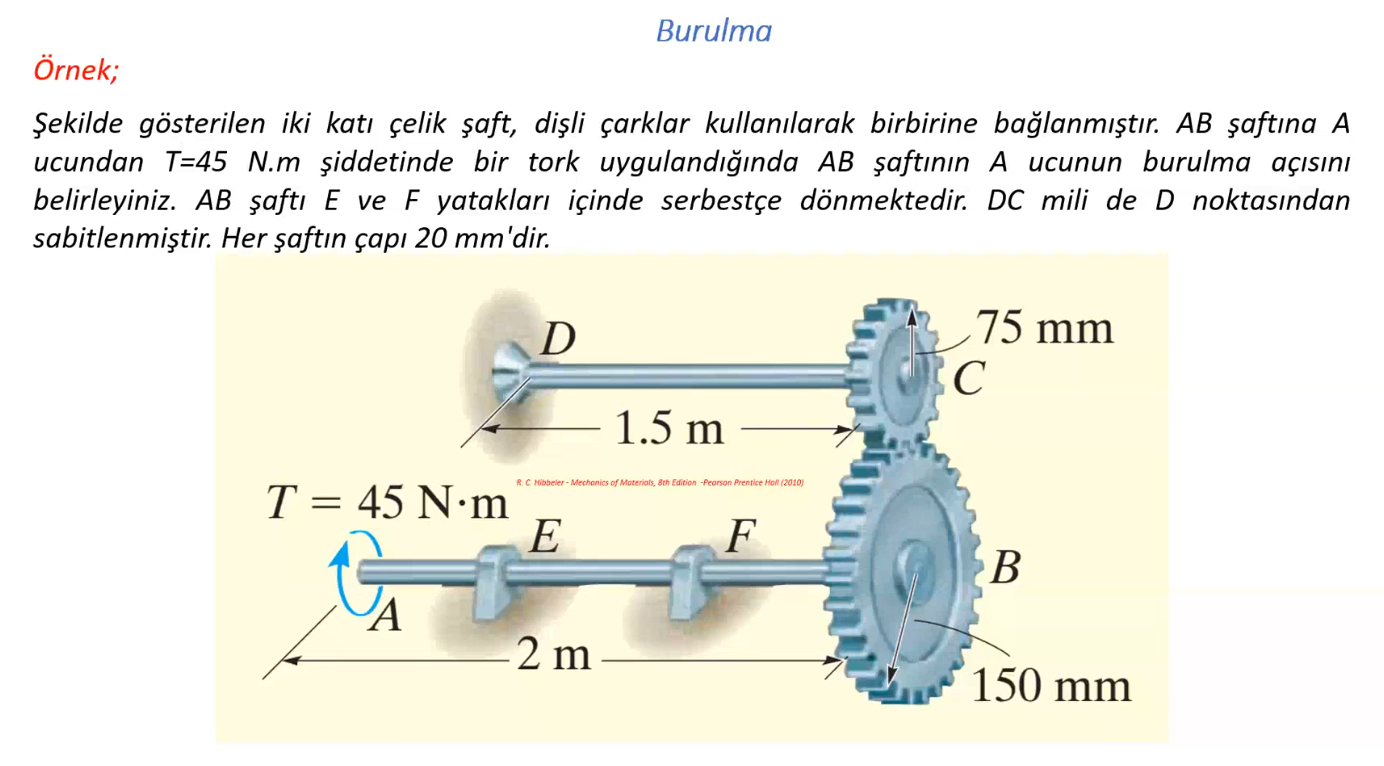 Burulma
Örnek;
Şekilde gösterilen iki katı çelik şaft, dişli çarklar kullanılarak birbirine bağlanmıştır. AB şaftına A
ucundan T=45 N.m şiddetinde bir tork uygulandığında AB şaftının A ucunun burulma açısını
belirleyiniz. AB şaftı E ve F yatakları içinde serbestçe dönmektedir. DC mili de D noktasından
sabitlenmiştir. Her şaftın çapı 20 mm'dir.
D
75 mm
C
1.5 m
R. C. Hibbeler - Mechanics of Materials, 8th Edition -Pearson Prentice Hall (2010)
T = 45 N·m
E
F
B
A
2 m
150 mm